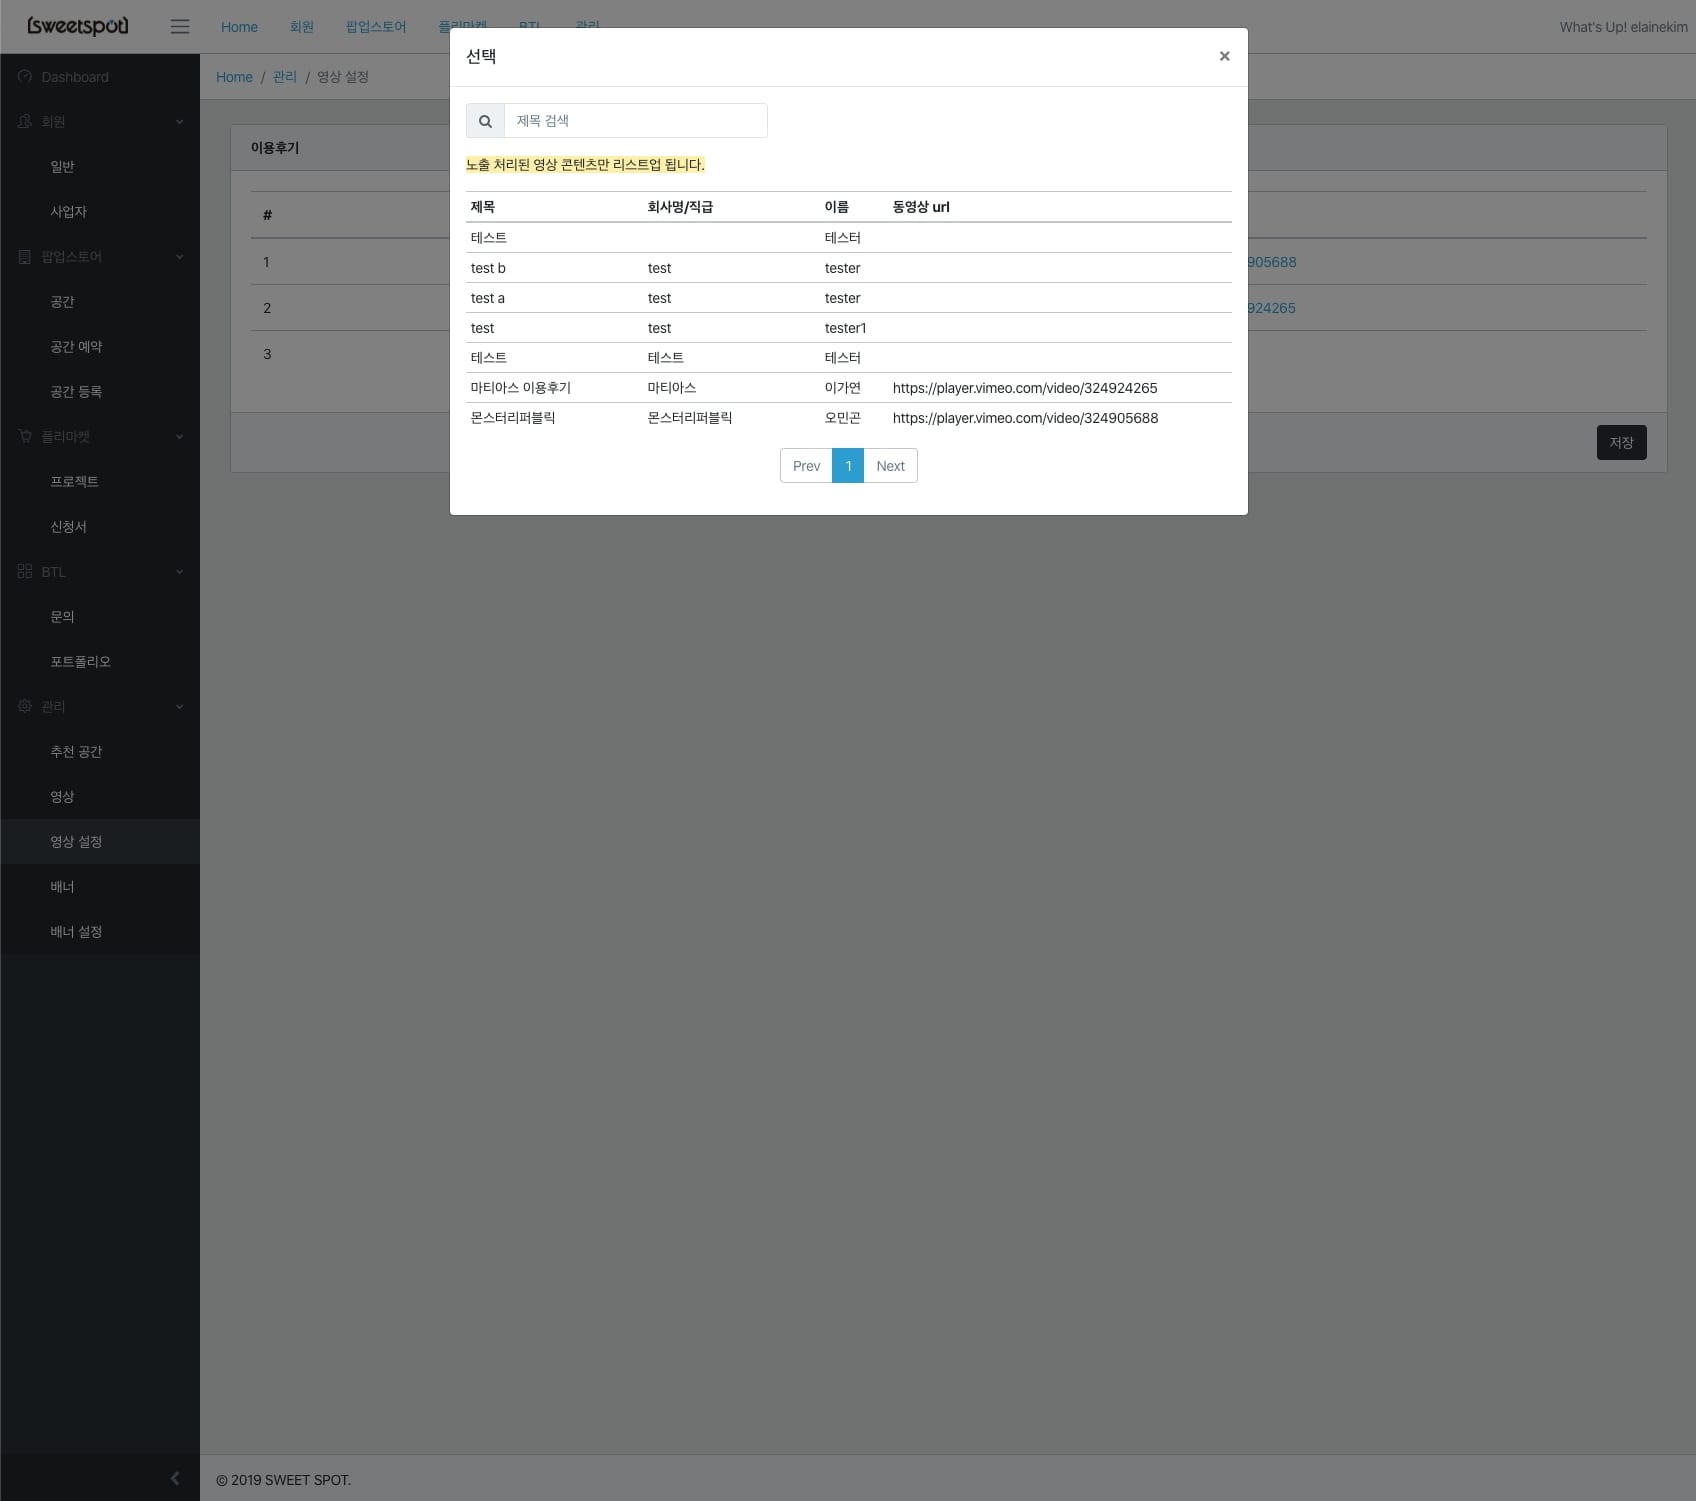 (sweetspot)
Home 회원 팝업스토어 플리마켓 BTL 관리
What's Up! elainekim
Dashboard
회원
일반
사업자
팝업스토어
공간
공간 예약
공간 등록
플리마켓
프로젝트
신청서
BTL
문의
포트폴리오
관리
추천 공간
영상
영상 설정
배너
배너 설정
Home / 관리 / 영상 설정
이용후기
#
1 905688
2 924265
3
저장
선택 ×
제목 검색
노출 처리된 영상 콘텐츠만 리스트업 됩니다.
제목 회사명/직급 이름 동영상 url
테스트 테스터
test b test tester
test a test tester
test test tester1
테스트 테스트 테스터
마티아스 이용후기 마티아스 이가연 https://player.vimeo.com/video/324924265
몬스터리퍼블릭 몬스터리퍼블릭 오민곤 https://player.vimeo.com/video/324905688
Prev 1 Next
© 2019 SWEET SPOT.